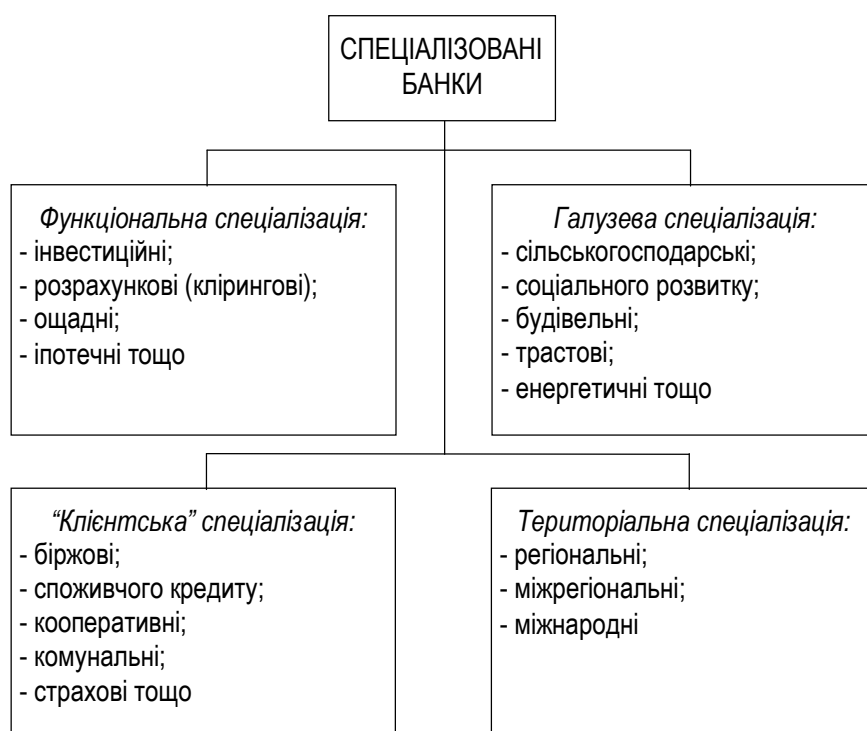 СПЕЦІАЛІЗОВАНІ
БАНКИ
Функціональна спеціалізація:
- інвестиційні;
- розрахункові (клірингові);
- ощадні;
- іпотечні тощо
Галузева спеціалізація:
- сільськогосподарські;
- соціального розвитку;
- будівельні;
- трастові;
- енергетичні тощо
“Клієнтська” спеціалізація:
- біржові;
- споживчого кредиту;
- кооперативні;
- комунальні;
- страхові тощо
Територіальна спеціалізація:
- регіональні;
- міжрегіональні;
- міжнародні